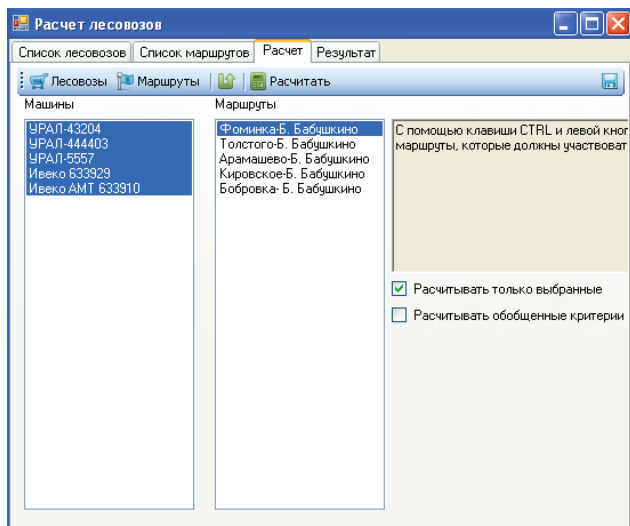 Расчет лесовозов
Список лесовозов Список маршрутов Расчет Результат
Лесовозы Маршруты Расчитать
Машины
Маршруты
УРАЛ-43204
УРАЛ-444403
УРАЛ-5557
Ивеко 633929
Ивеко АМТ 633910
Фоминка-Б. Бабушкино
Толстого-Б. Бабушкино
Арамашево-Б. Бабушкино
Кировское-Б. Бабушкино
Бобровка- Б. Бабушкино
С помощью клавиши CTRL и левой кног
маршруты, которые должны участвоват
Расчитывать только выбранные
Расчитывать обобщенные критерии